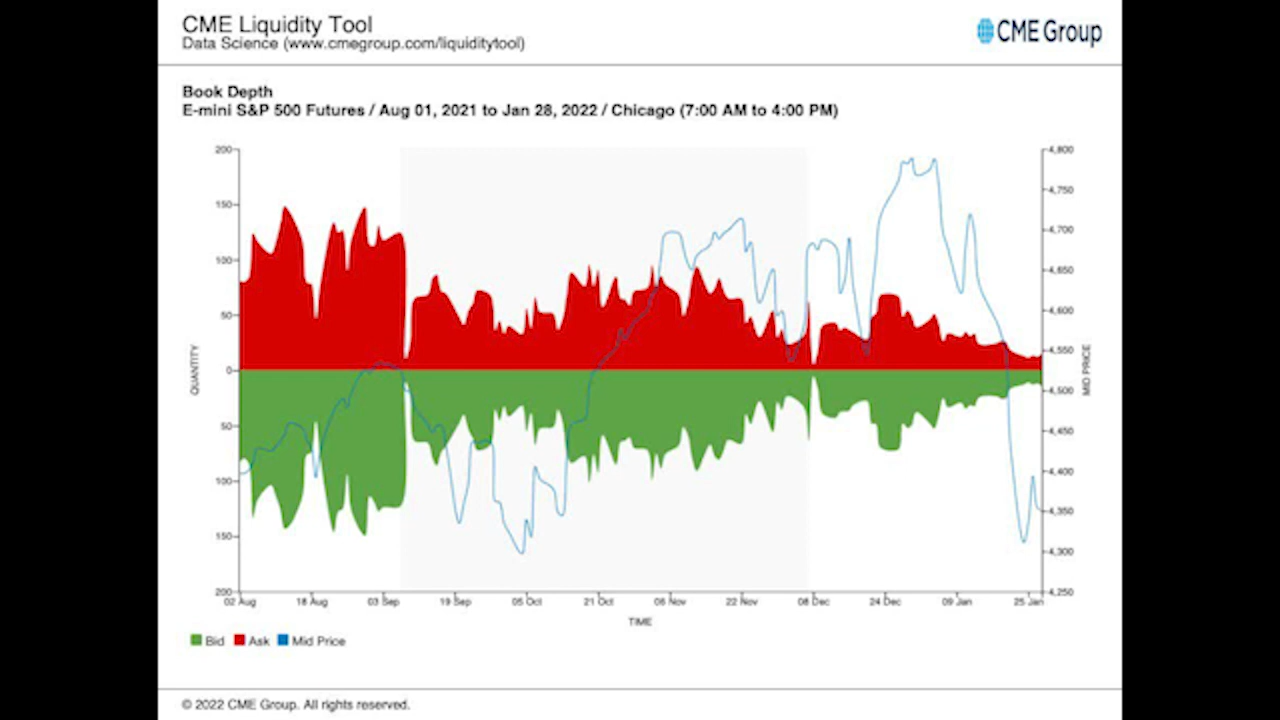 CME Liquidity Tool
Data Science (www.cmegroup.com/liquiditytool)
CME Group
Book Depth
E-mini S&P 500 Futures / Aug 01, 2021 to Jan 28, 2022 / Chicago (7:00 AM to 4:00 PM)
200
150
100
50
0
50
100
150
200
QUANTITY
4,800
4,750
4,700
4,650
4,600
4,550
4,500
4,450
4,400
4,350
4,300
4,250
MID PRICE
02 Aug 18 Aug 03 Sep 19 Sep 05 Oct 21 Oct 06 Nov 22 Nov 08 Dec 24 Dec 09 Jan 25 Jan
TIME
Bid Ask Mid Price
© 2022 CME Group. All rights reserved.